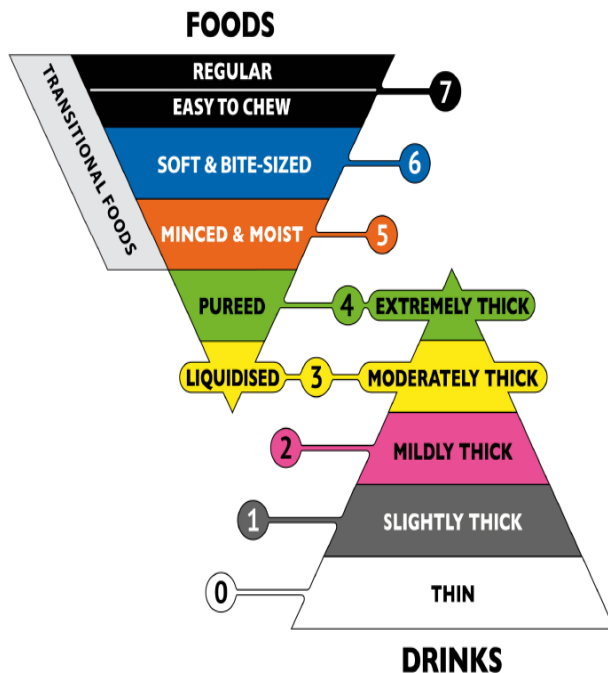 FOODS
TRANSITIONAL FOODS
REGULAR
7
EASY TO CHEW
SOFT & BITE-SIZED
6
MINCED & MOIST
5
PUREED
4
EXTREMELY THICK
LIQUIDISED
3
MODERATELY THICK
2
MILDLY THICK
1
SLIGHTLY THICK
0
THIN
DRINKS